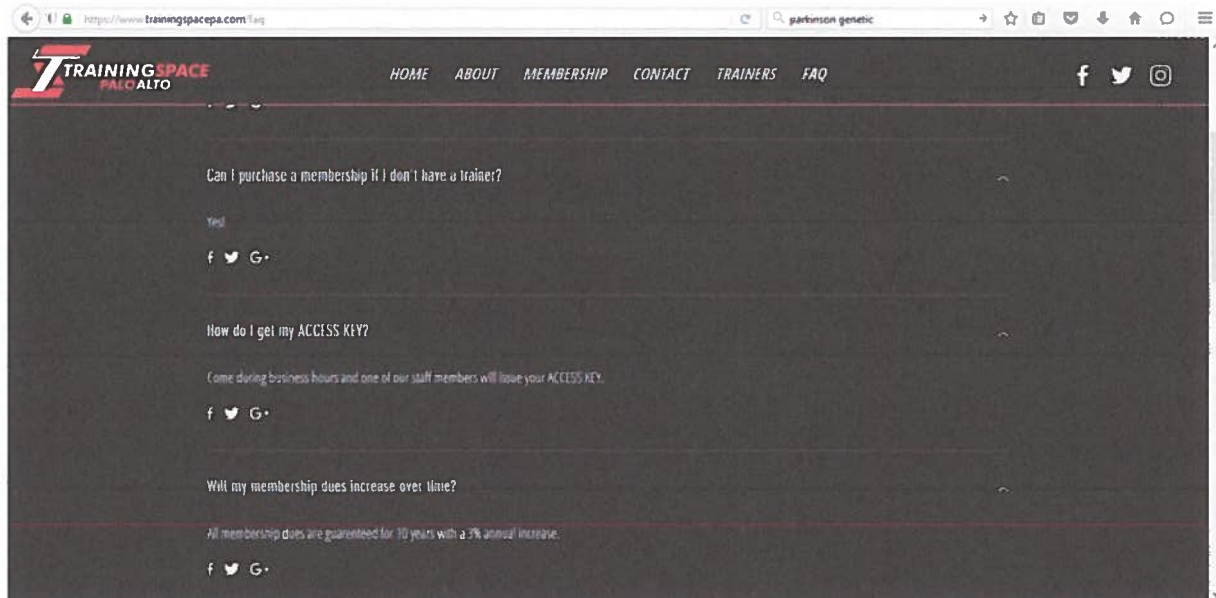 https://www.trainingspacepa.com/faq
parkinson genetic
TRAININGSPACE
PALO ALTO
HOME ABOUT MEMBERSHIP CONTACT TRAINERS FAQ
Can I purchase a membership if I don't have a trainer?
Yes!
f G+
How do I get my ACCESS KEY?
Come during business hours and one of our staff members will issue your ACCESS KEY.
f G+
Will my membership dues increase over time?
All membership dues are guarenteed for 10 years with a 3% annual increase.
f G+